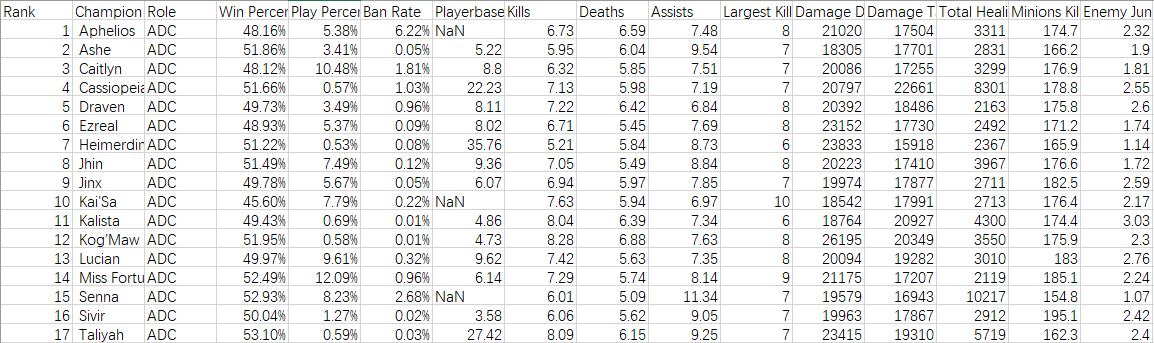 Rank Champion Role Win Percer Play Percer Ban Rate Playerbase Kills Deaths Assists Largest Kill Damage D Damage T Total Heali Minions Kil Enemy Jun
1 Aphelios ADC 48.16% 5.38% 6.22% NaN 6.73 6.59 7.48 8 21020 17504 3311 174.7 2.32
2 Ashe ADC 51.86% 3.41% 0.05% 5.22 5.95 6.04 9.54 7 18305 17701 2831 166.2 1.9
3 Caitlyn ADC 48.12% 10.48% 1.81% 8.8 6.32 5.85 7.51 7 20086 17255 3299 176.9 1.81
4 Cassiopeia ADC 51.66% 0.57% 1.03% 22.23 7.13 5.98 7.19 7 20797 22661 8301 178.8 2.55
5 Draven ADC 49.73% 3.49% 0.96% 8.11 7.22 6.42 6.84 8 20392 18486 2163 175.8 2.6
6 Ezreal ADC 48.93% 5.37% 0.09% 8.02 6.71 5.45 7.69 8 23152 17730 2492 171.2 1.74
7 Heimerdin ADC 51.22% 0.53% 0.08% 35.76 5.21 5.84 8.73 6 23833 15918 2367 165.9 1.14
8 Jhin ADC 51.49% 7.49% 0.12% 9.36 7.05 5.49 8.84 8 20223 17410 3967 176.6 1.72
9 Jinx ADC 49.78% 5.67% 0.05% 6.07 6.94 5.97 7.85 7 19974 17877 2711 182.5 2.59
10 Kai'Sa ADC 45.60% 7.79% 0.22% NaN 7.63 5.94 6.97 10 18542 17991 2713 176.4 2.17
11 Kalista ADC 49.43% 0.69% 0.01% 4.86 8.04 6.39 7.34 6 18764 20927 4300 174.4 3.03
12 Kog'Maw ADC 51.95% 0.58% 0.01% 4.73 8.28 6.88 7.63 8 26195 20349 3550 175.9 2.3
13 Lucian ADC 49.97% 9.61% 0.32% 9.62 7.42 5.63 7.35 8 20094 19282 3010 183 2.76
14 Miss Fortu ADC 52.49% 12.09% 0.96% 6.14 7.29 5.74 8.14 9 21175 17207 2119 185.1 2.24
15 Senna ADC 52.93% 8.23% 2.68% NaN 6.01 5.09 11.34 7 19579 16943 10217 154.8 1.07
16 Sivir ADC 50.04% 1.27% 0.02% 3.58 6.06 5.62 9.05 7 19963 17867 2912 195.1 2.42
17 Taliyah ADC 53.10% 0.59% 0.03% 27.42 8.09 6.15 9.25 7 23415 19310 5719 162.3 2.4